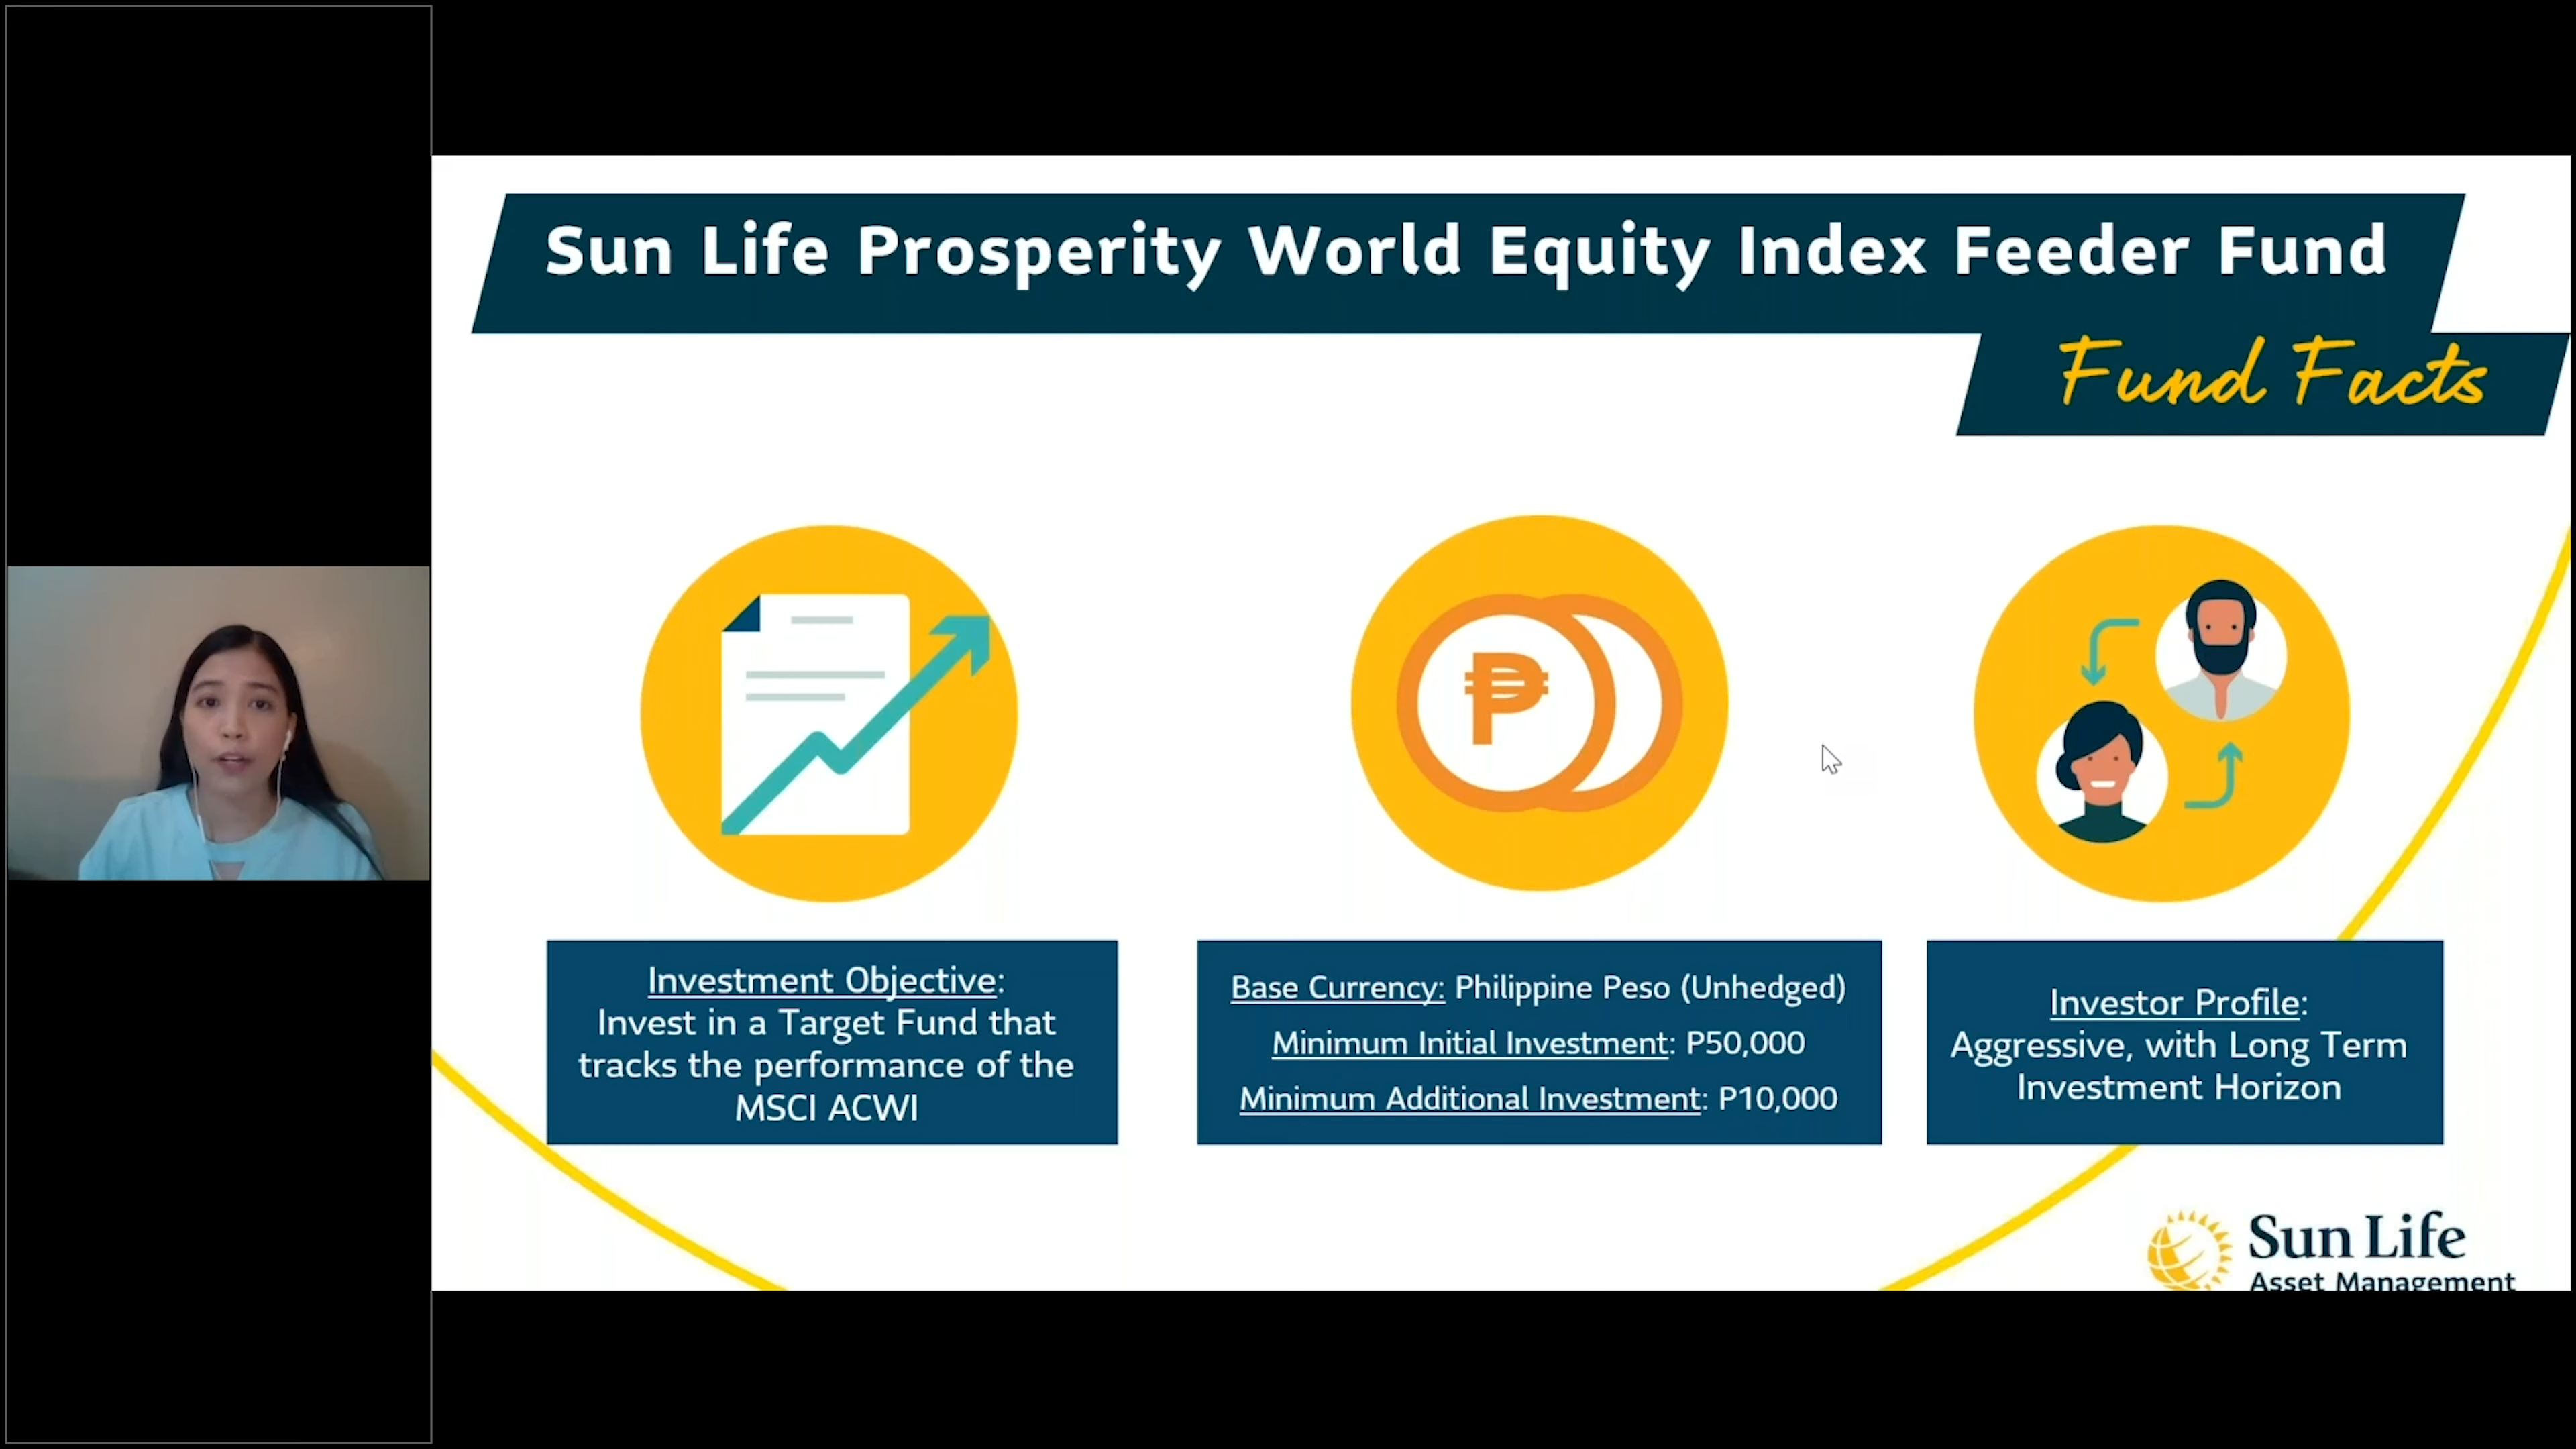 Sun Life Prosperity World Equity Index Feeder Fund
Fund Facts
₱
Investment Objective:
Invest in a Target Fund that
tracks the performance of the
MSCI ACWI
Base Currency: Philippine Peso (Unhedged)
Minimum Initial Investment: P50,000
Minimum Additional Investment: P10,000
Investor Profile:
Aggressive, with Long Term
Investment Horizon
Sun Life
Asset Management